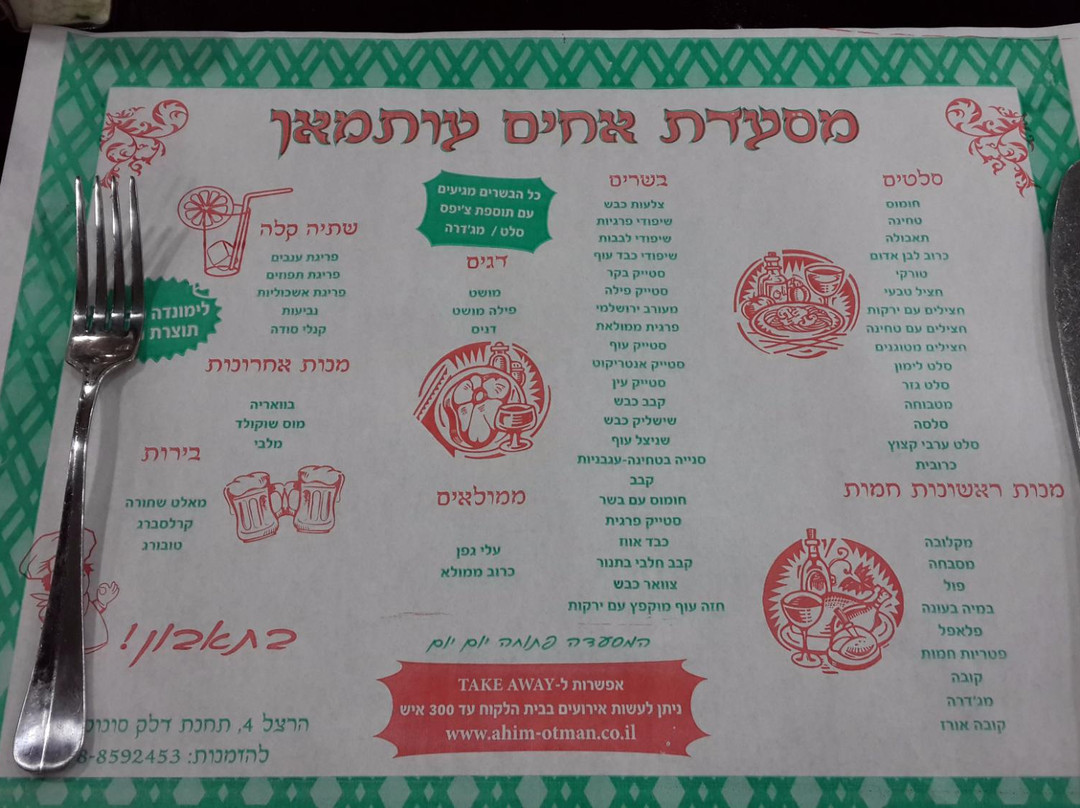 מסעדת אחים עותמאן
סלטים
חומוס
טחינה
תאבולה
כרוב לבן אדום
טורקי
חציל טבעי
חצילים עם ירקות
חצילים עם טחינה
חצילים מטוגנים
סלט לימון
סלט גזר
מטבוחה
סלסה
סלט ערבי קצוץ
כרובית
מנות ראשונות חמות
מקלובה
מסבחה
פול
במיה בעונה
פלאפל
פטריות חמות
קובה
מג'דרה
קובה אורז
בשרים
צלעות כבש
שיפודי פרגיות
שיפודי לבבות
שיפודי כבד עוף
סטייק בקר
סטייק פילה
מעורב ירושלמי
פרגית ממולאת
סטייק עוף
סטייק אנטריקוט
סטייק עין
קבב כבש
שישליק כבש
שניצל עוף
סנייה בטחינה-עגבניות
קבב
חומוס עם בשר
סטייק פרגית
כבד אווז
קבב חלבי בתנור
צוואר כבש
חזה עוף מוקפץ עם ירקות
כל הבשרים מגיעים
עם תוספת צ'יפס
סלט / מג'דרה
דגים
מושט
פילה מושט
דניס
ממולאים
עלי גפן
כרוב ממולא
שתיה קלה
פריגת ענבים
פריגת תפוזים
פריגת אשכוליות
נביעות
קנלי סודה
לימונדה
תוצרת
מנות אחרונות
בוואריה
מוס שוקולד
מלבי
בירות
מאלט שחורה
קרלסברג
טובורג
בתאבון!
המסעדה פתוחה יום יום
אפשרות ל-TAKE AWAY
ניתן לעשות אירועים בבית הלקוח עד 300 איש
www.ahim-otman.co.il
הרצל 4, תחנת דלק
להזמנות: 8-8592453